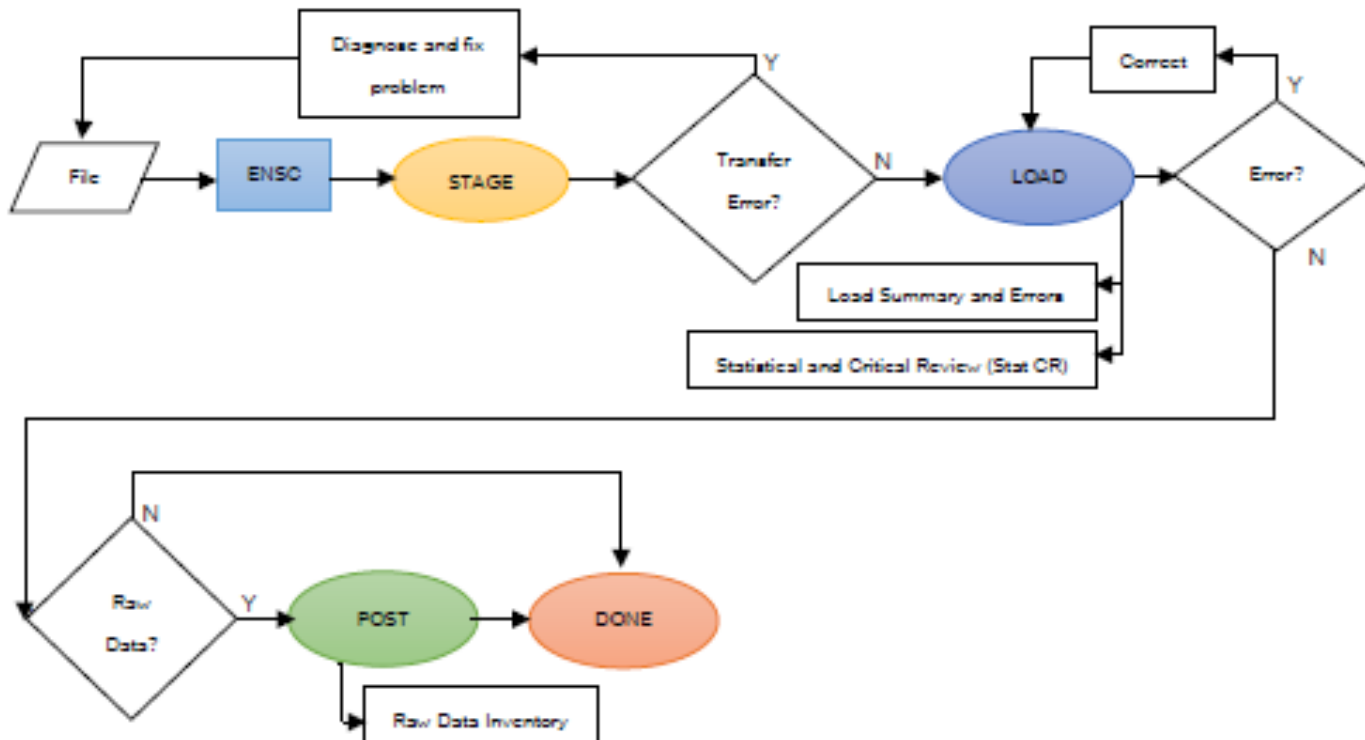 Diagnose and fix
problem
Y
Correct
Y
File
ENSC
STAGE
Transfer
Error?
N
LOAD
Error?
N
Load Summary and Errors
Statistical and Critical Review (Stat CR)
N
Raw
Data?
Y
POST
DONE
Raw Data Inventory